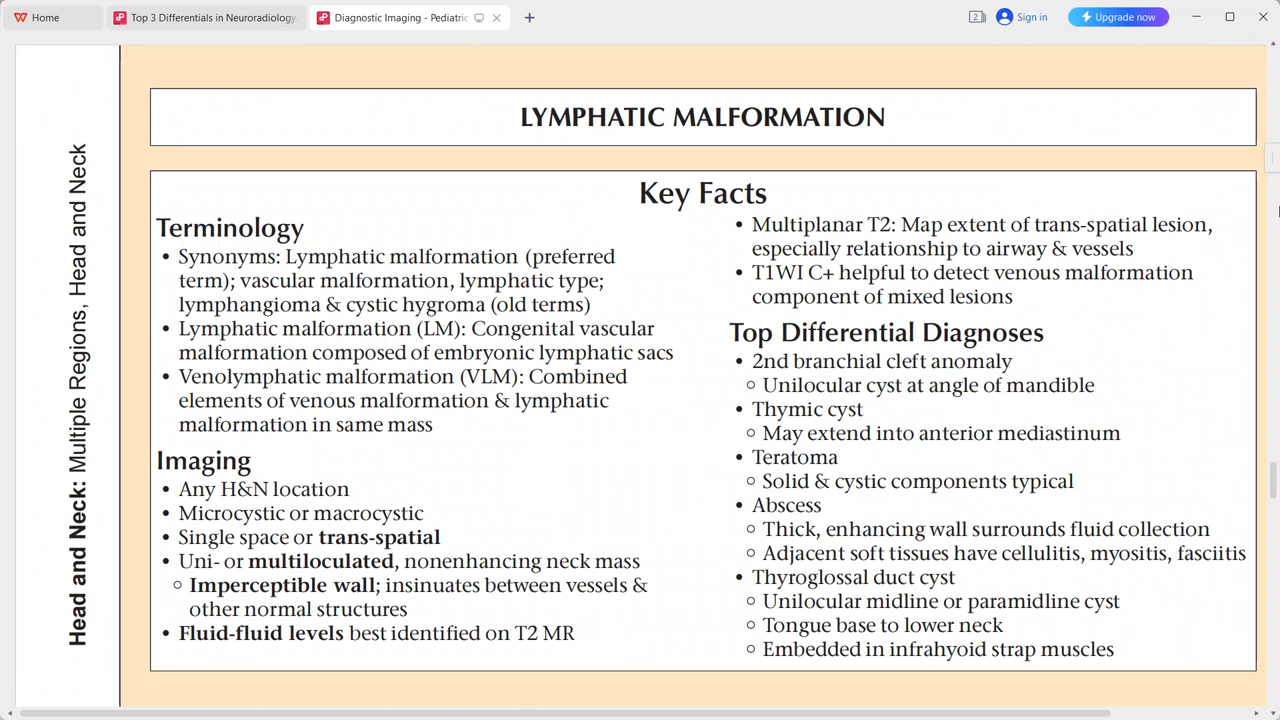 Home
Top 3 Differentials in Neuroradiology.
Diagnostic Imaging - Pediatric
2
Sign in
Upgrade now
Head and Neck: Multiple Regions, Head and Neck
LYMPHATIC MALFORMATION
Key Facts
Terminology
• Synonyms: Lymphatic malformation (preferred
term); vascular malformation, lymphatic type;
lymphangioma & cystic hygroma (old terms)
• Lymphatic malformation (LM): Congenital vascular
malformation composed of embryonic lymphatic sacs
• Venolymphatic malformation (VLM): Combined
elements of venous malformation & lymphatic
malformation in same mass
Imaging
• Any H&N location
• Microcystic or macrocystic
• Single space or trans-spatial
• Uni- or multiloculated, nonenhancing neck mass
○ Imperceptible wall; insinuates between vessels &
other normal structures
• Fluid-fluid levels best identified on T2 MR
• Multiplanar T2: Map extent of trans-spatial lesion,
especially relationship to airway & vessels
• T1WI C+ helpful to detect venous malformation
component of mixed lesions
Top Differential Diagnoses
• 2nd branchial cleft anomaly
○ Unilocular cyst at angle of mandible
• Thymic cyst
○ May extend into anterior mediastinum
• Teratoma
○ Solid & cystic components typical
• Abscess
○ Thick, enhancing wall surrounds fluid collection
○ Adjacent soft tissues have cellulitis, myositis, fasciitis
• Thyroglossal duct cyst
○ Unilocular midline or paramidline cyst
○ Tongue base to lower neck
○ Embedded in infrahyoid strap muscles